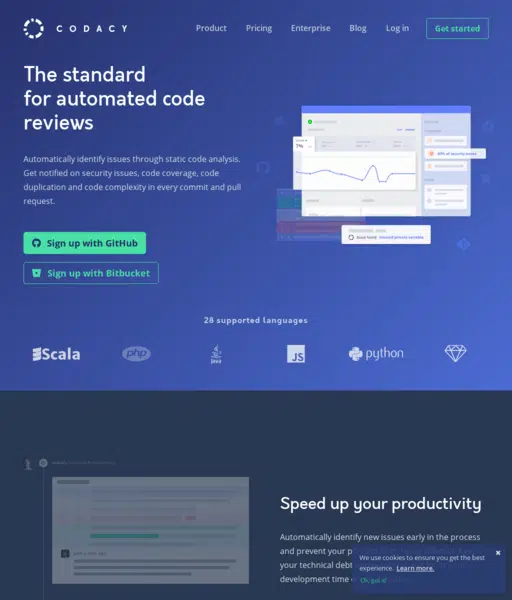 CODACY
Product
Pricing
Enterprise
Blog
Log in
Get started
The standard
for automated code
reviews
Automatically identify issues through static code analysis.
Get notified on security issues, code coverage, code
duplication and code complexity in every commit and pull
request.
Sign up with GitHub
Sign up with Bitbucket
28 supported languages
Scala
php
Java
JS
python
Speed up your productivity
Automatically identify new issues early in the process
and prevent your
your technical debt
development time
We use cookies to ensure you get the best
experience. Learn more.
Ok, got it!